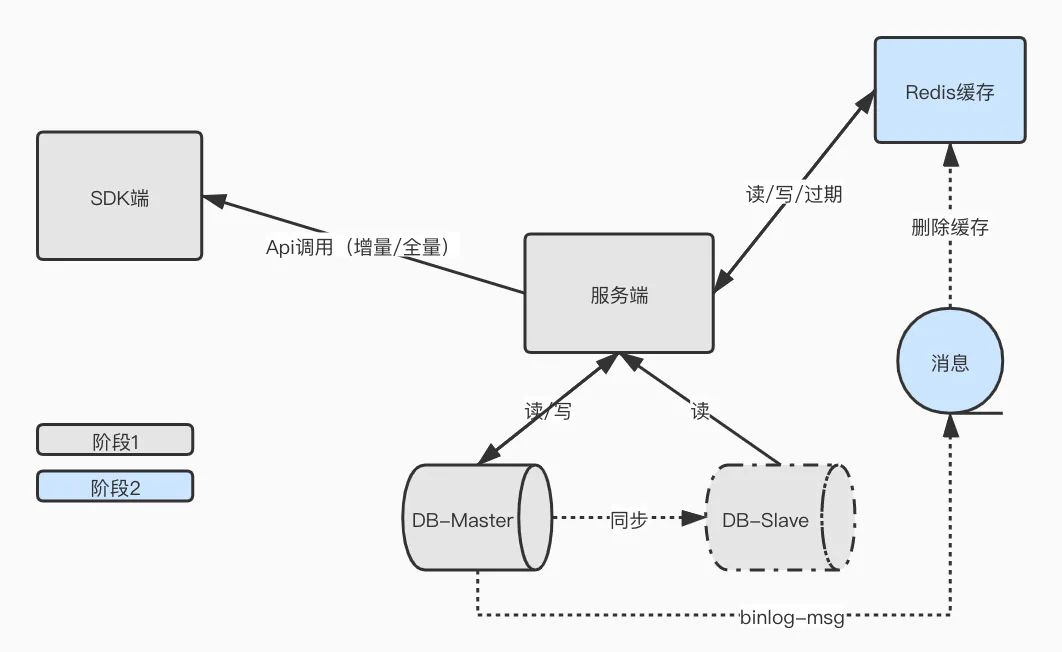 Redis缓存
SDK端
读/写/过期
删除缓存
Api调用（增量/全量）
服务端
消息
读/写
读
阶段1
阶段2
DB-Master
同步
DB-Slave
binlog-msg